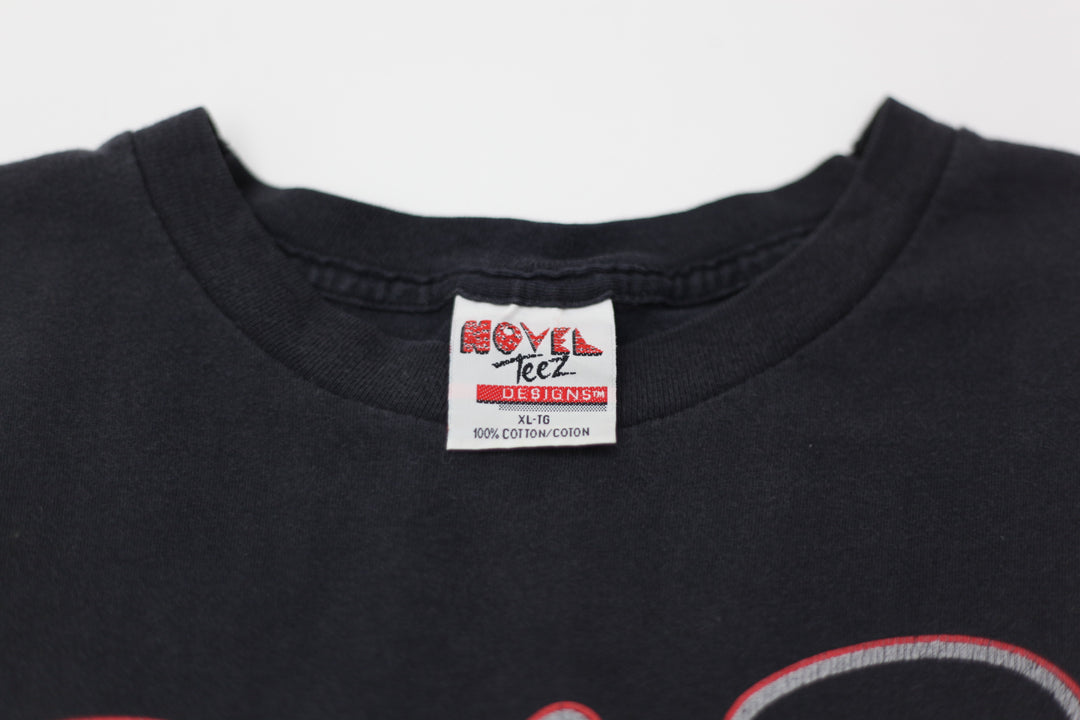 NOVEL
Teez
DESIGNS™
XL-TG
100% COTTON/COTON